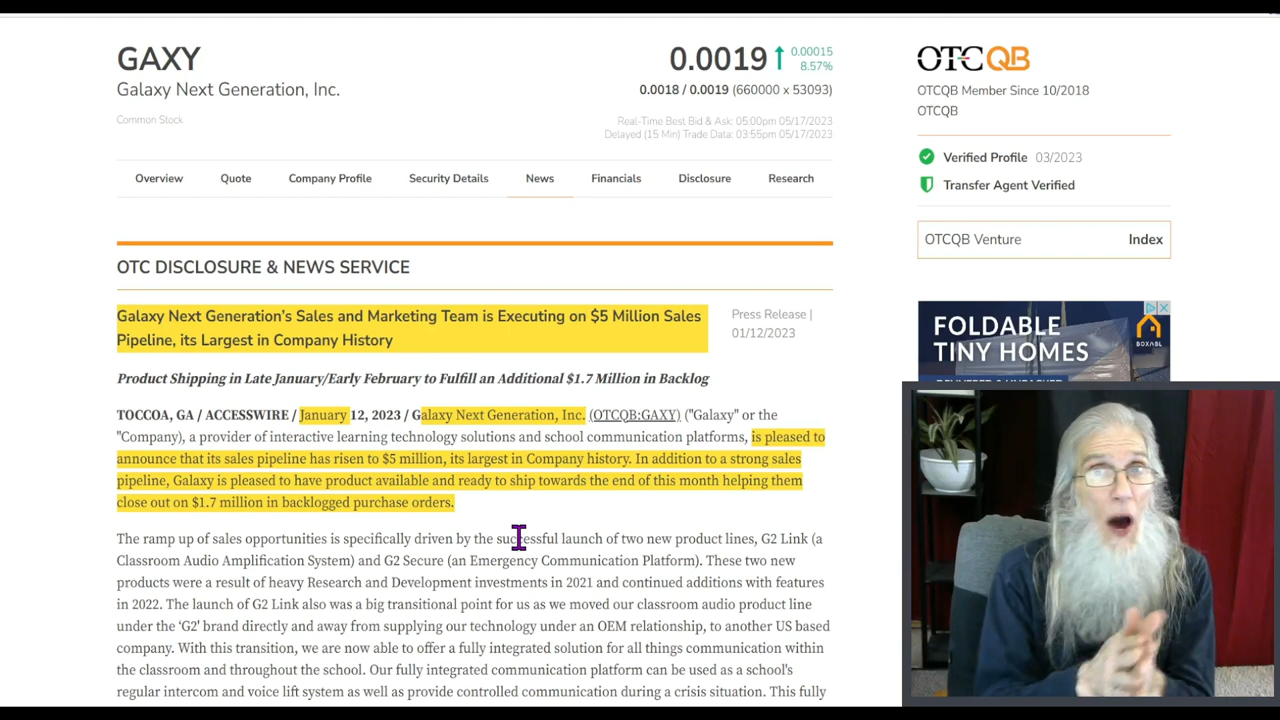 GAXY
Galaxy Next Generation, Inc.
Common Stock
0.0019
0.00015
8.57%
0.0018 / 0.0019 (660000 x 53093)
Real-Time Best Bid & Ask: 05:00pm 05/17/2023
Delayed (15 Min) Trade Data: 03:55pm 05/17/2023
Overview Quote Company Profile Security Details News Financials Disclosure Research
OTC DISCLOSURE & NEWS SERVICE
Galaxy Next Generation's Sales and Marketing Team is Executing on $5 Million Sales
Pipeline, its Largest in Company History
Press Release |
01/12/2023
Product Shipping in Late January/Early February to Fulfill an Additional $1.7 Million in Backlog
TOCCOA, GA / ACCESSWIRE / January 12, 2023 / Galaxy Next Generation, Inc. (OTCQB:GAXY) ("Galaxy" or the
"Company), a provider of interactive learning technology solutions and school communication platforms, is pleased to
announce that its sales pipeline has risen to $5 million, its largest in Company history. In addition to a strong sales
pipeline, Galaxy is pleased to have product available and ready to ship towards the end of this month helping them
close out on $1.7 million in backlogged purchase orders.
The ramp up of sales opportunities is specifically driven by the successful launch of two new product lines, G2 Link (a
Classroom Audio Amplification System) and G2 Secure (an Emergency Communication Platform). These two new
products were a result of heavy Research and Development investments in 2021 and continued additions with features
in 2022. The launch of G2 Link also was a big transitional point for us as we moved our classroom audio product line
under the 'G2' brand directly and away from supplying our technology under an OEM relationship, to another US based
company. With this transition, we are now able to offer a fully integrated solution for all things communication within
the classroom and throughout the school. Our fully integrated communication platform can be used as a school's
regular intercom and voice lift system as well as provide controlled communication during a crisis situation. This fully
OTCQB
OTCQB Member Since 10/2018
OTCQB
Verified Profile 03/2023
Transfer Agent Verified
OTCQB Venture Index
FOLDABLE
TINY HOMES
BOXABL